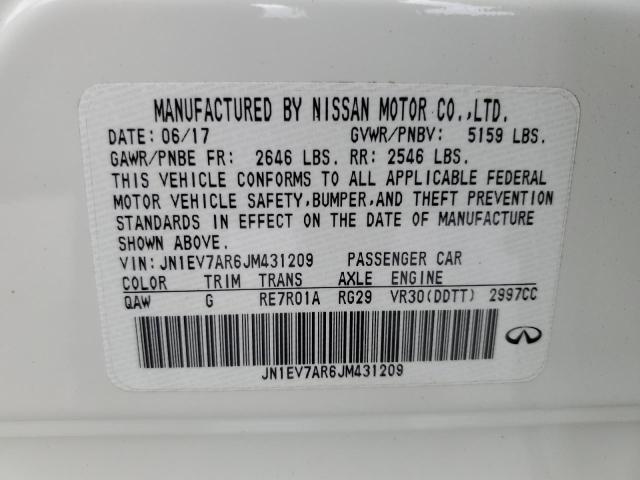 MANUFACTURED BY NISSAN MOTOR CO.,LTD.
DATE: 06/17 GVWR/PNBV: 5159 LBS.
GAWR/PNBE FR: 2646 LBS. RR: 2546 LBS.
THIS VEHICLE CONFORMS TO ALL APPLICABLE FEDERAL
MOTOR VEHICLE SAFETY,BUMPER,AND THEFT PREVENTION
STANDARDS IN EFFECT ON THE DATE OF MANUFACTURE
SHOWN ABOVE.
VIN: JN1EV7AR6JM431209 PASSENGER CAR
COLOR TRIM TRANS AXLE ENGINE
QAW G RE7R01A RG29 VR30(DDTT) 2997CC
JN1EV7AR6JM431209